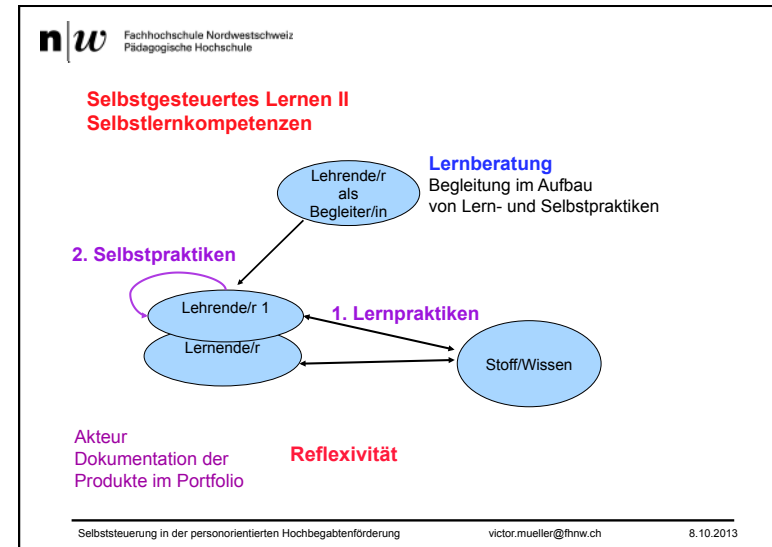 n|w Fachhochschule Nordwestschweiz
Pädagogische Hochschule
Selbstgesteuertes Lernen II
Selbstlernkompetenzen
Lehrende/r
als
Begleiter/in
Lernberatung
Begleitung im Aufbau
von Lern- und Selbstpraktiken
2. Selbstpraktiken
Lehrende/r 1
1. Lernpraktiken
Lernende/r
Stoff/Wissen
Akteur
Dokumentation der
Produkte im Portfolio
Reflexivität
Selbststeuerung in der personorientierten Hochbegabtenförderung victor.mueller@fhnw.ch 8.10.2013